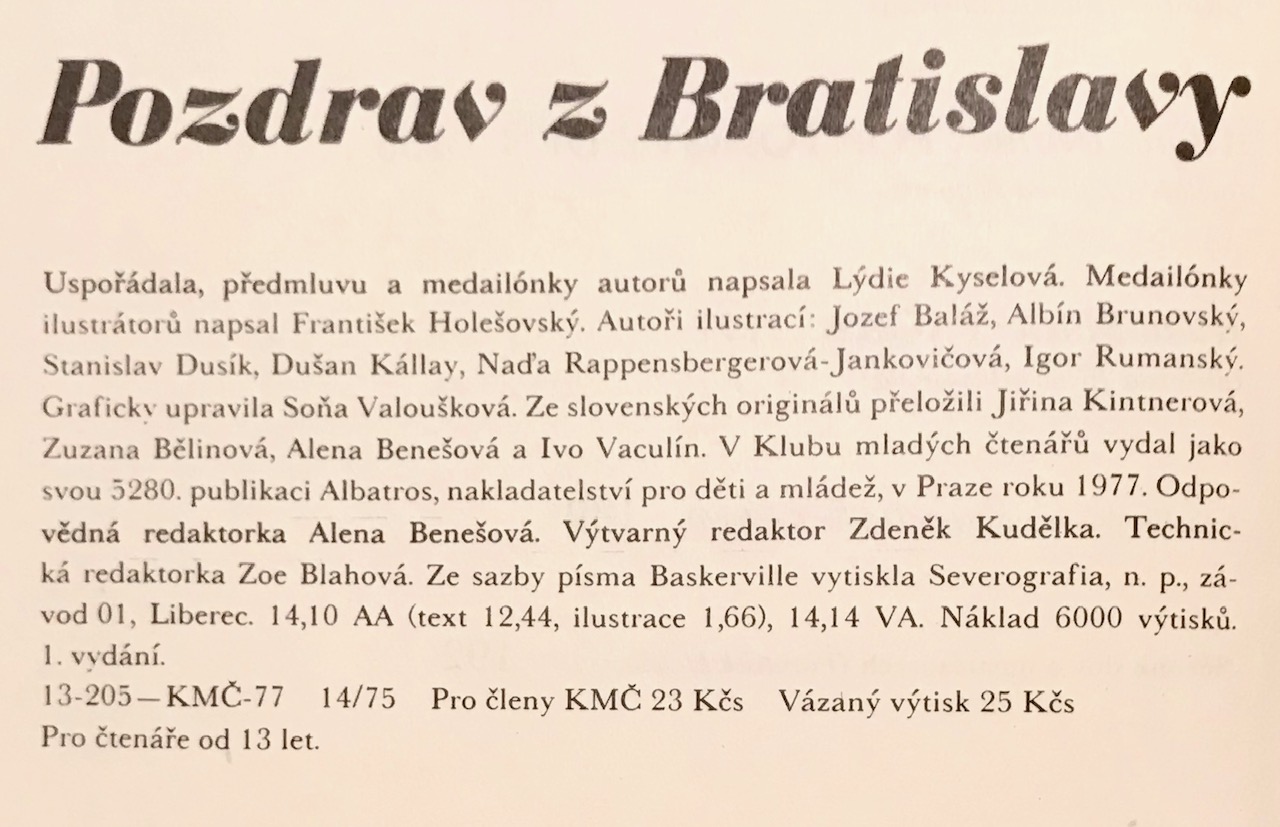 Pozdrav z Bratislavy
Uspořádala, předmluvu a medailónky autorů napsala Lýdie Kyselová. Medailónky
ilustrátorů napsal František Holešovský. Autoři ilustrací: Jozef Baláž, Albín Brunovský,
Stanislav Dusík, Dušan Kállay, Naďa Rappensbergerová-Jankovičová, Igor Rumanský.
Graficky upravila Soňa Valoušková. Ze slovenských originálů přeložili Jiřina Kintnerová,
Zuzana Bělinová, Alena Benešová a Ivo Vaculín. V Klubu mladých čtenářů vydal jako
svou 5280. publikaci Albatros, nakladatelství pro děti a mládež, v Praze roku 1977. Odpo-
vědná redaktorka Alena Benešová. Výtvarný redaktor Zdeněk Kudělka. Technic-
ká redaktorka Zoe Blahová. Ze sazby písma Baskerville vytiskla Severografia, n. p., zá-
vod 01, Liberec. 14,10 AA (text 12,44, ilustrace 1,66), 14,14 VA. Náklad 6000 výtisků.
1. vydání.
13-205—KMČ-77 14/75 Pro členy KMČ 23 Kčs Vázaný výtisk 25 Kčs
Pro čtenáře od 13 let.